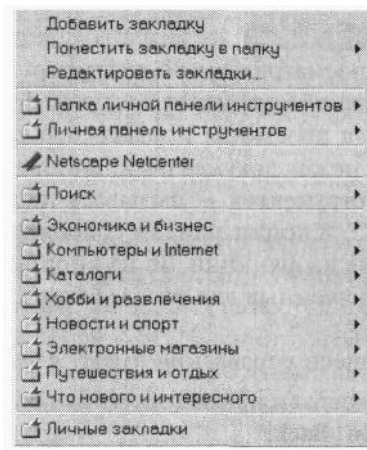 Добавить закладку
Поместить закладку в папку
Редактировать закладки...
Папка личной панели инструментов
Личная панель инструментов
Netscape Netcenter
Поиск
Экономика и бизнес
Компьютеры и Internet
Каталоги
Хобби и развлечения
Новости и спорт
Электронные магазины
Путешествия и отдых
Что нового и интересного
Личные закладки